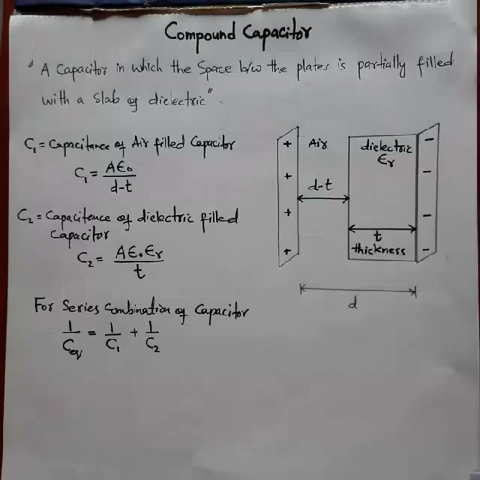 Compound Capacitor
"A Capacitor in which the Space b/w the plates is partially filled
with a Slab of dielectric".
C₁ = Capacitance of Air filled Capacitor
C₁ = Aϵ₀ / d-t
C₂ = Capacitence of dielectric filled
Capacitor
C₂ = Aϵ₀ϵᵣ / t
For Series Combination of Capacitor
1/Ceq = 1/C₁ + 1/C₂
+ Air dielectric -
ϵᵣ
+ d-t -
+ -
t
+ thickness -
d